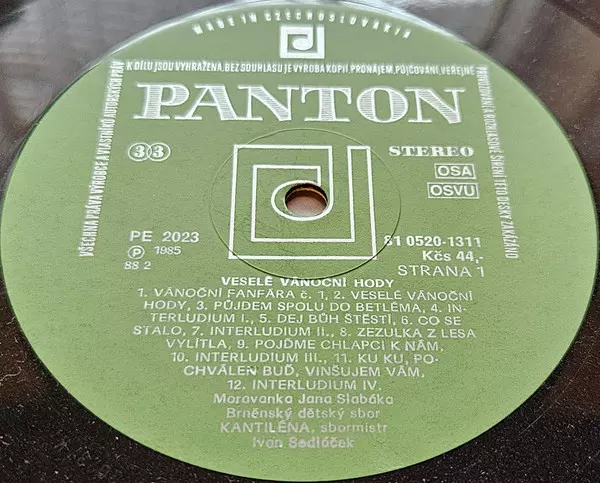 MADE IN CZECHOSLOVAKIA
VŠECHNA PRÁVA VÝROBCE A VLASTNÍKŮ AUTORSKÝCH PRÁV
K DÍLU JSOU VYHRAŽENA. BEZ SOUHLASU JE VÝROBA KOPIÍ, PRONÁJEM, PŮJČOVÁNÍ, VEŘEJNÉ
PROVOZOVÁNÍ A ROZHLASOVÉ ŠÍŘENÍ TÉTO DESKY ZAKÁZÁNO
PANTON
33
STEREO
OSA
OSVU
PE 2023
Ⓟ 1985
88 2
81 0520-1311
Kčs 44,-
STRANA 1
VESELÉ VÁNOČNÍ HODY
1. VÁNOČNÍ FANFÁRA č. 1, 2. VESELÉ VÁNOČNÍ
HODY, 3. PŮJDEM SPOLU DO BETLÉMA, 4. IN-
TERLUDIUM I., 5. DEJ BŮH ŠTĚSTÍ, 6. CO SE
STALO, 7. INTERLUDIUM II., 8. ZEZULKA Z LESA
VYLÍTLA, 9. POJĎME CHLAPCI K NÁM,
10. INTERLUDIUM III., 11. KU KU, PO-
CHVÁLEN BUĎ, VINŠUJEM VÁM,
12. INTERLUDIUM IV.
Moravanka Jana Slabáka
Brněnský dětský sbor
KANTILÉNA, sbormistr
Ivan Sedláček